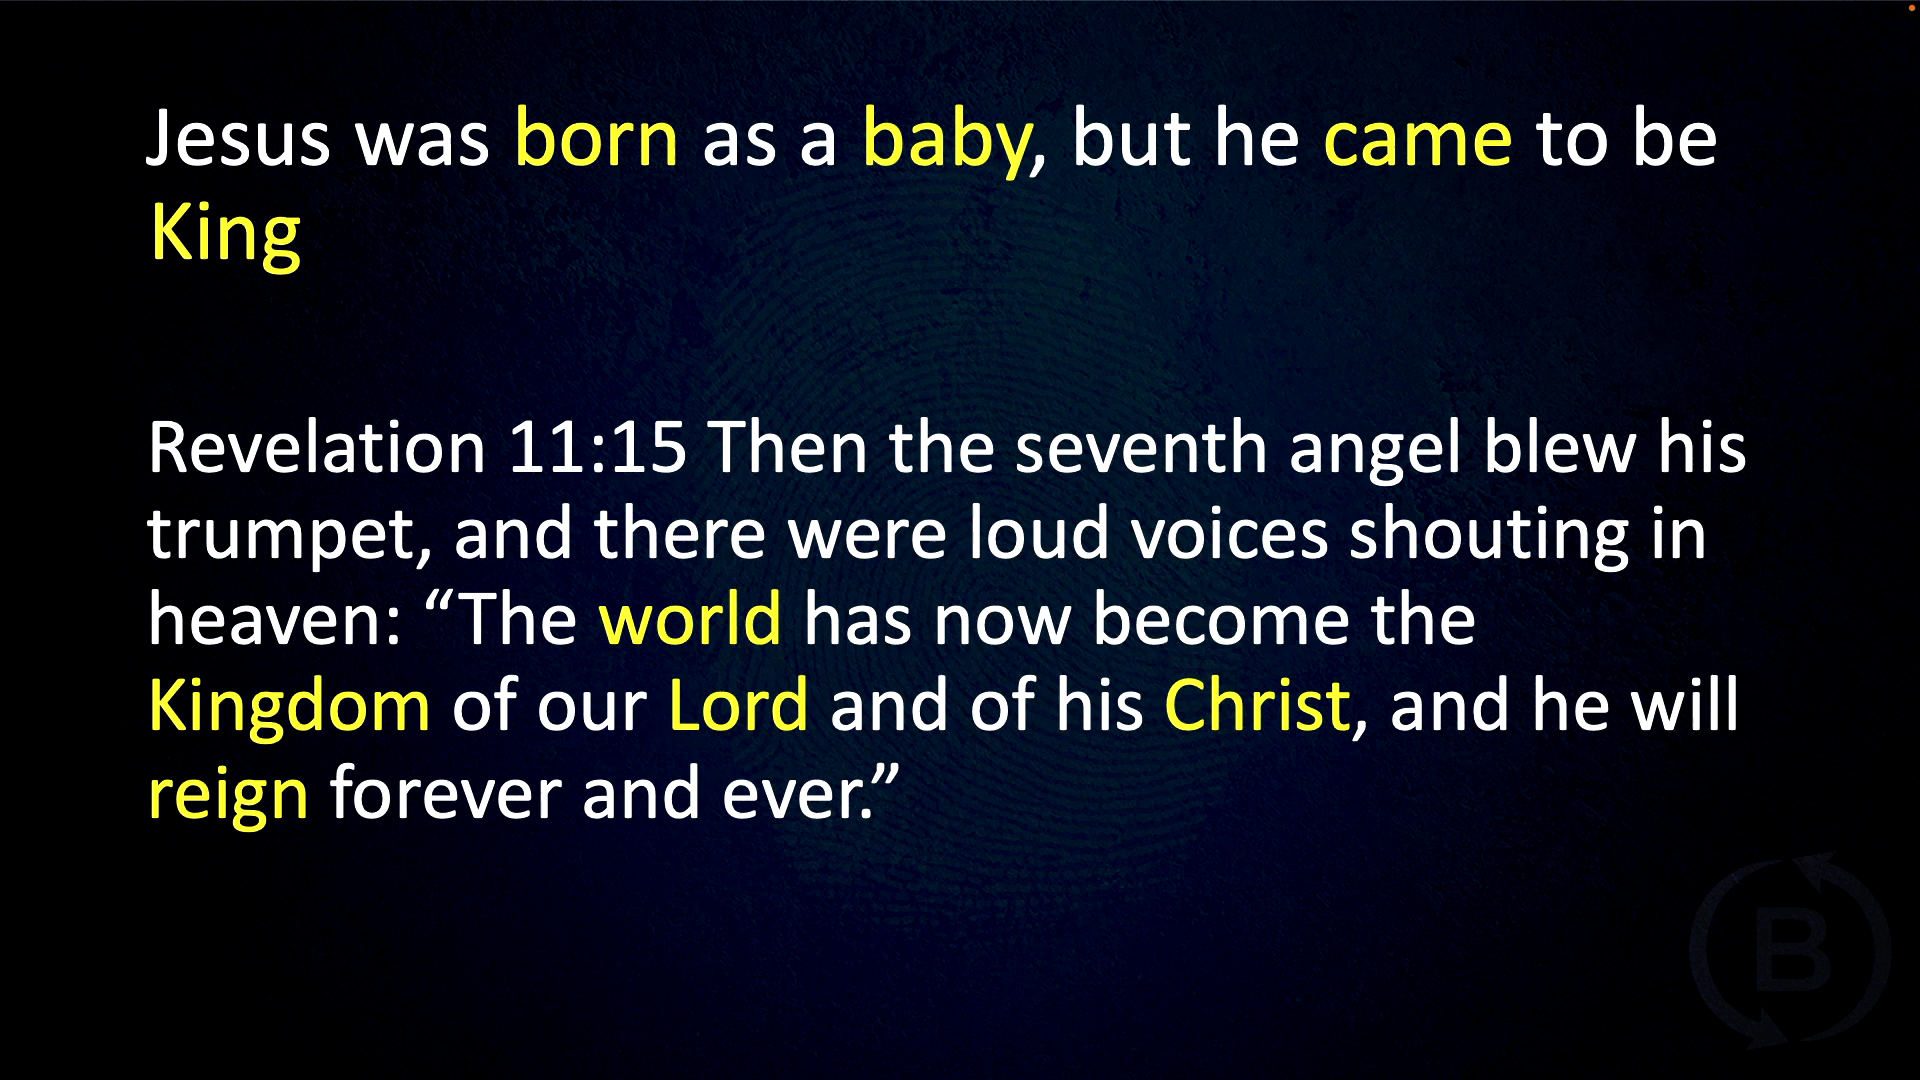 Jesus was born as a baby, but he came to be
King
Revelation 11:15 Then the seventh angel blew his
trumpet, and there were loud voices shouting in
heaven: “The world has now become the
Kingdom of our Lord and of his Christ, and he will
reign forever and ever.”
B